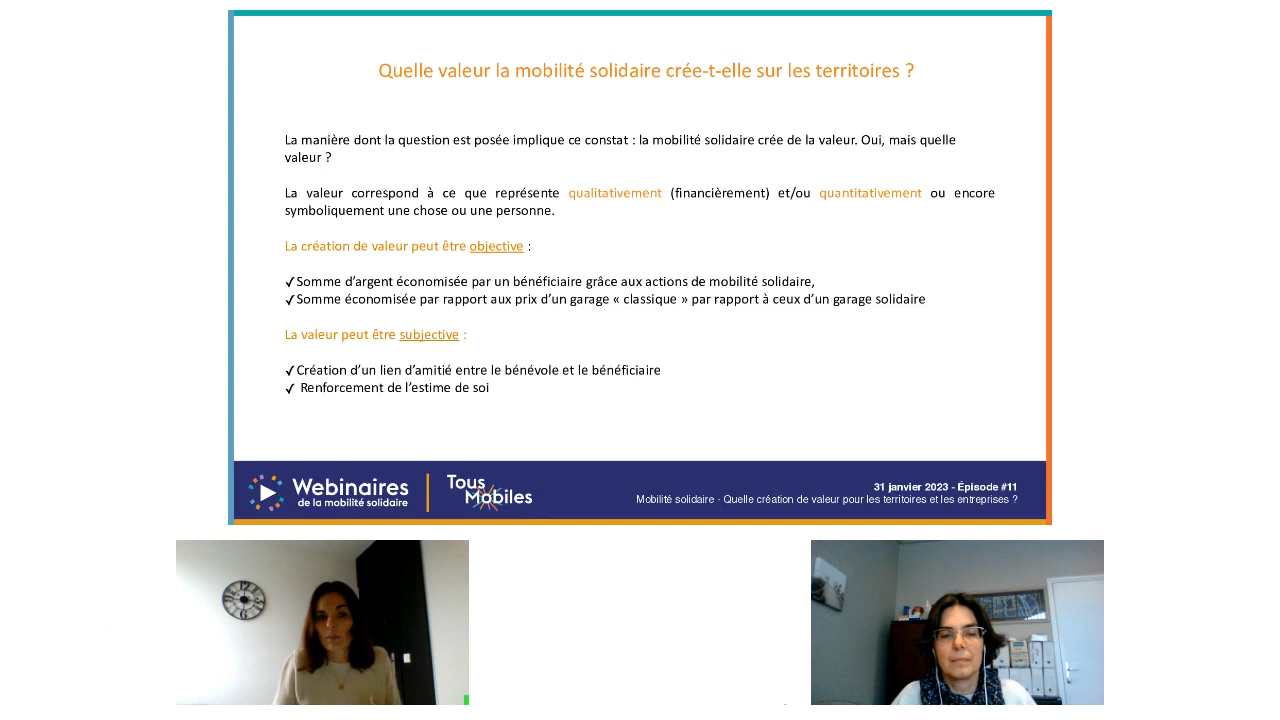 Quelle valeur la mobilité solidaire crée-t-elle sur les territoires ?
La manière dont la question est posée implique ce constat : la mobilité solidaire crée de la valeur. Oui, mais quelle
valeur ?
La valeur correspond à ce que représente qualitativement (financièrement) et/ou quantitativement ou encore
symboliquement une chose ou une personne.
La création de valeur peut être objective :
✓Somme d’argent économisée par un bénéficiaire grâce aux actions de mobilité solidaire,
✓Somme économisée par rapport aux prix d’un garage « classique » par rapport à ceux d’un garage solidaire
La valeur peut être subjective :
✓Création d’un lien d’amitié entre le bénévole et le bénéficiaire
✓ Renforcement de l’estime de soi
Webinaires
de la mobilité solidaire
Tous
Mobiles
31 janvier 2023 - Épisode #11
Mobilité solidaire - Quelle création de valeur pour les territoires et les entreprises ?
12